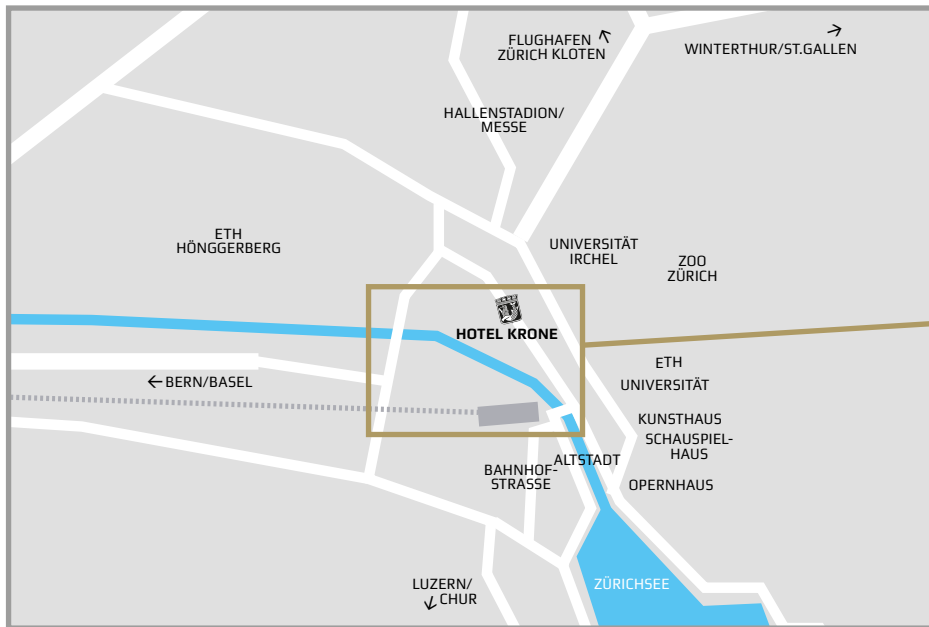 FLUGHAFEN
ZÜRICH KLOTEN
WINTERTHUR/ST.GALLEN
HALLENSTADION/
MESSE
ETH
HÖNGGERBERG
UNIVERSITÄT
IRCHEL
ZOO
ZÜRICH
HOTEL KRONE
ETH
UNIVERSITÄT
BERN/BASEL
KUNSTHAUS
SCHAUSPIEL-
HAUS
ALTSTADT
BAHNHOF-
STRASSE
OPERNHAUS
LUZERN/
CHUR
ZÜRICHSEE